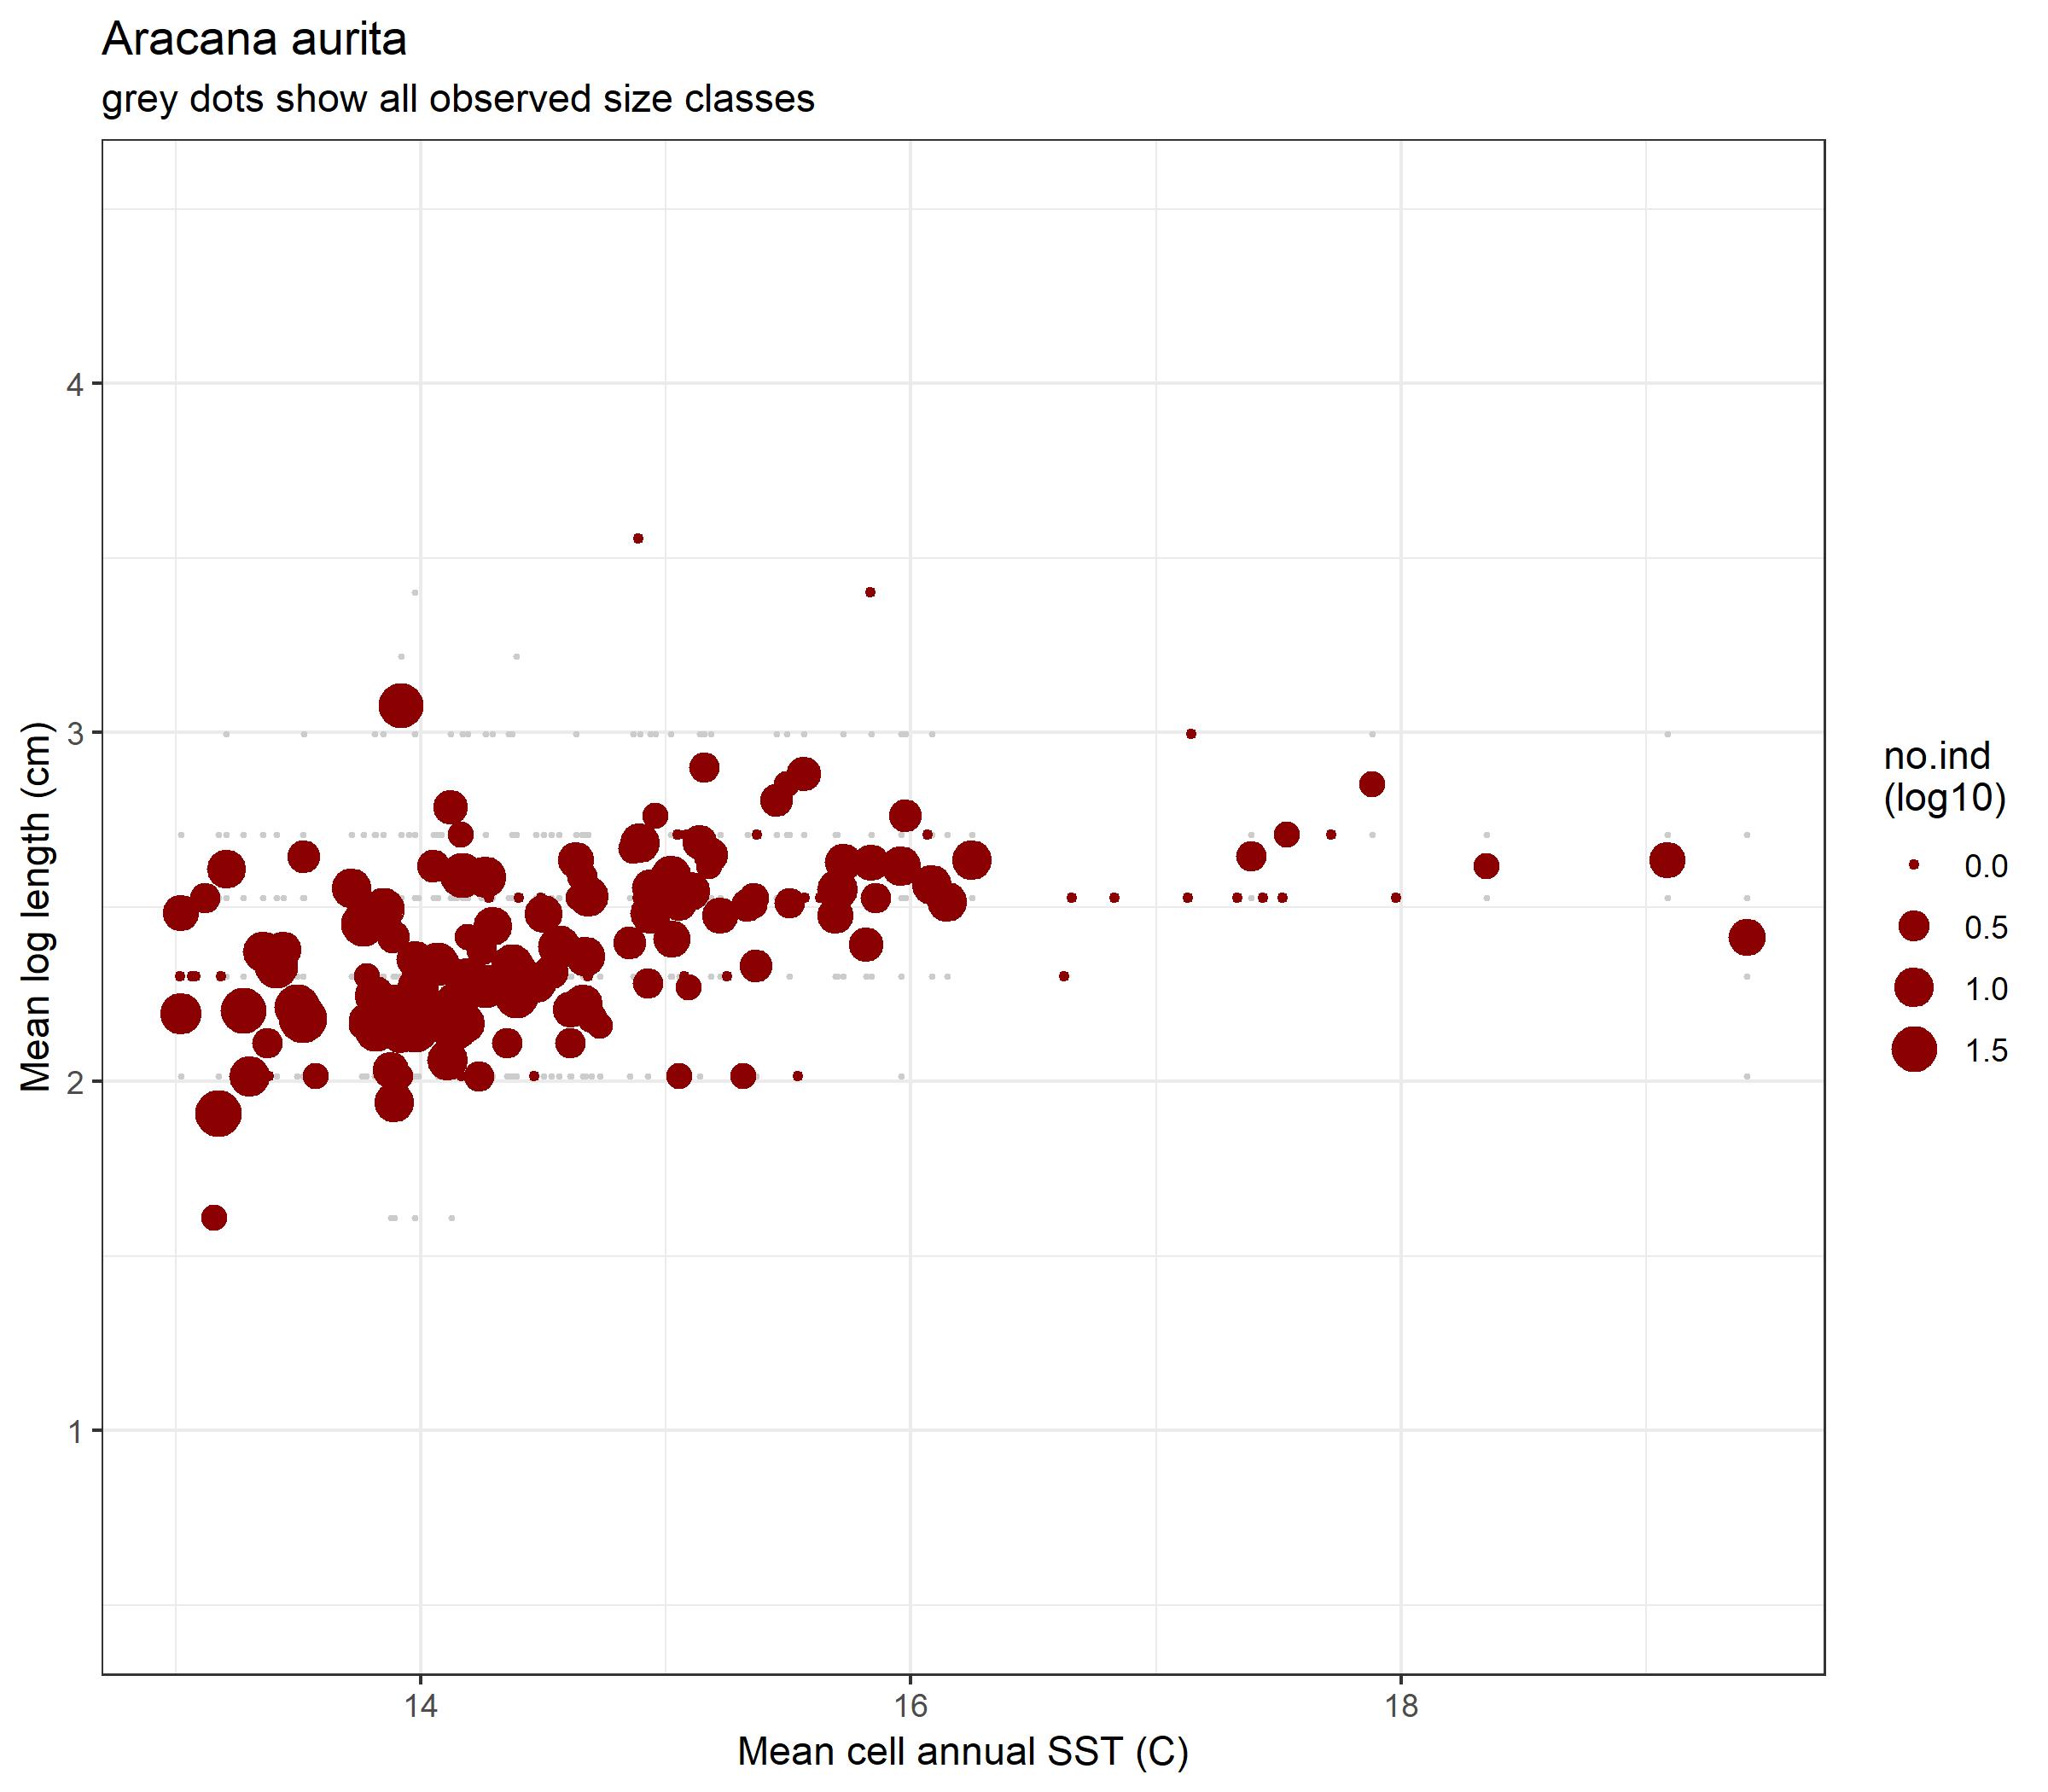 Aracana aurita
grey dots show all observed size classes
Mean log length (cm)
4
3
2
1
14
16
18
Mean cell annual SST (C)
no.ind
(log10)
0.0
0.5
1.0
1.5